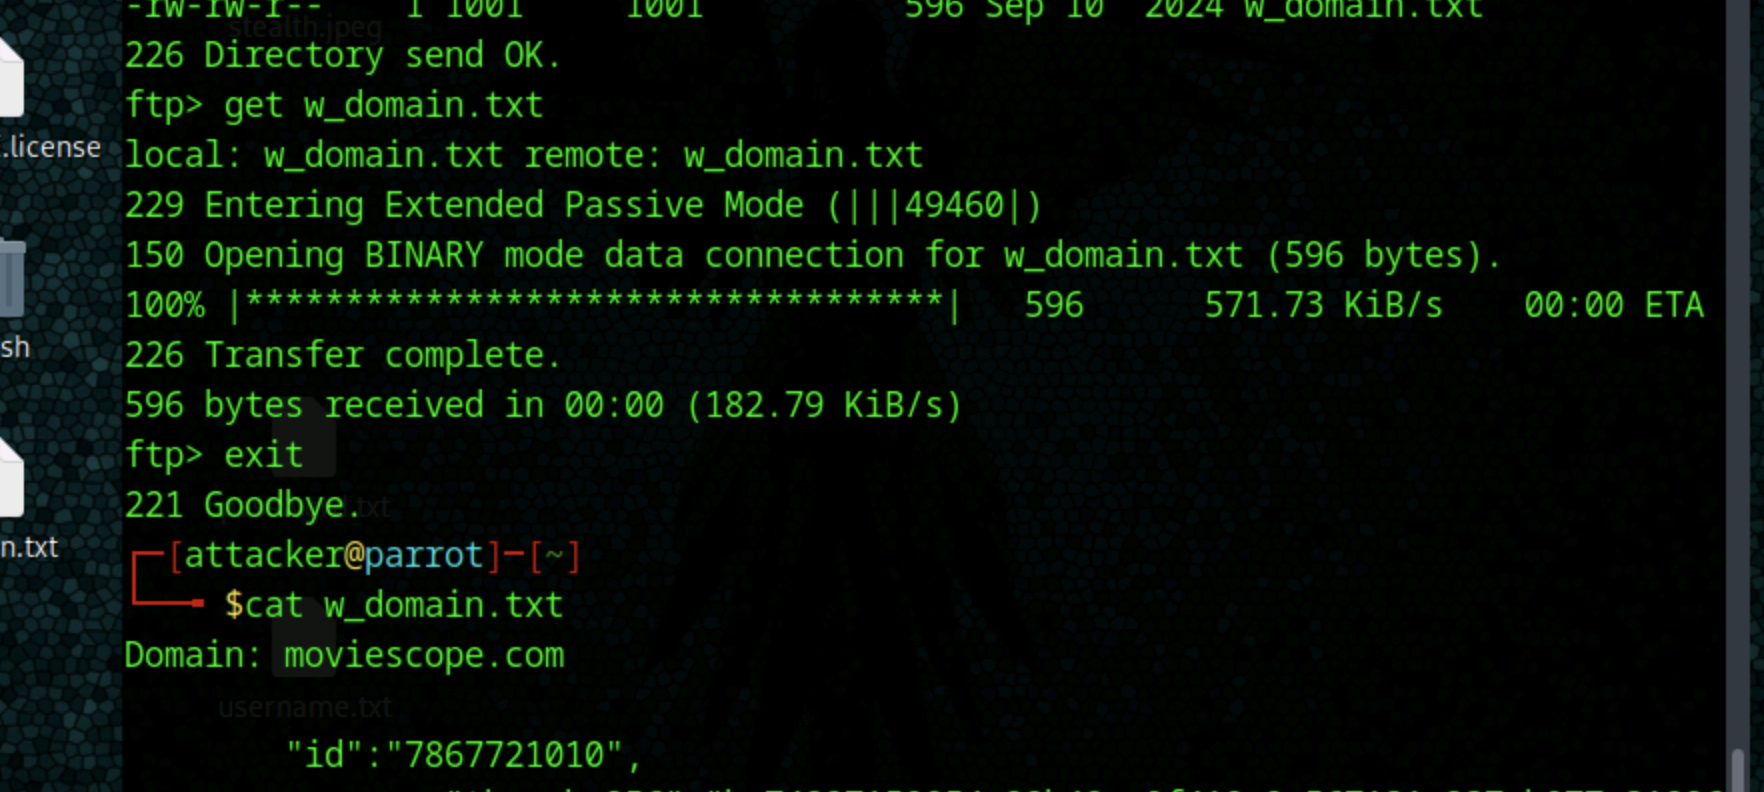 -rw-rw-r-- 1 1001 1001 596 Sep 10 2024 w_domain.txt
stealth.jpeg
226 Directory send OK.
ftp> get w_domain.txt
.license
local: w_domain.txt remote: w_domain.txt
229 Entering Extended Passive Mode (|||49460|)
150 Opening BINARY mode data connection for w_domain.txt (596 bytes).
100% |***********************************| 596 571.73 KiB/s 00:00 ETA
sh
226 Transfer complete.
596 bytes received in 00:00 (182.79 KiB/s)
ftp> exit
221 Goodbye.
.txt
n.txt
[attacker@parrot]─[~]
$cat w_domain.txt
Domain: moviescope.com
username.txt
"id":"7867721010",